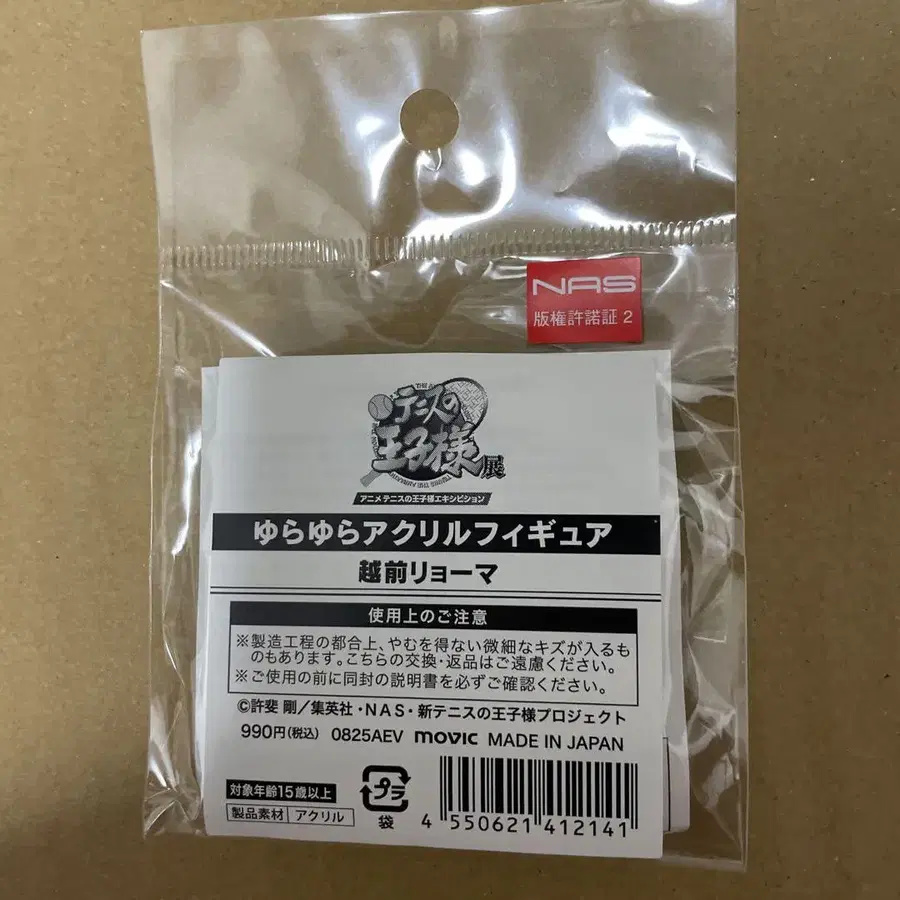 NAS
版権許諾証 2
テニスの
王子様展
アニメ テニスの王子様エキシビション
ゆらゆらアクリルフィギュア
越前リョーマ
使用上のご注意
※製造工程の都合上、やむを得ない微細なキズが入るも
のもあります。こちらの交換・返品はご遠慮ください。
※ご使用の前に同封の説明書を必ずご確認ください。
©許斐 剛／集英社・NAS・新テニスの王子様プロジェクト
990円(税込) 0825AEV movic MADE IN JAPAN
対象年齢15歳以上
製品素材 アクリル
プラ
袋
4 550621 412141